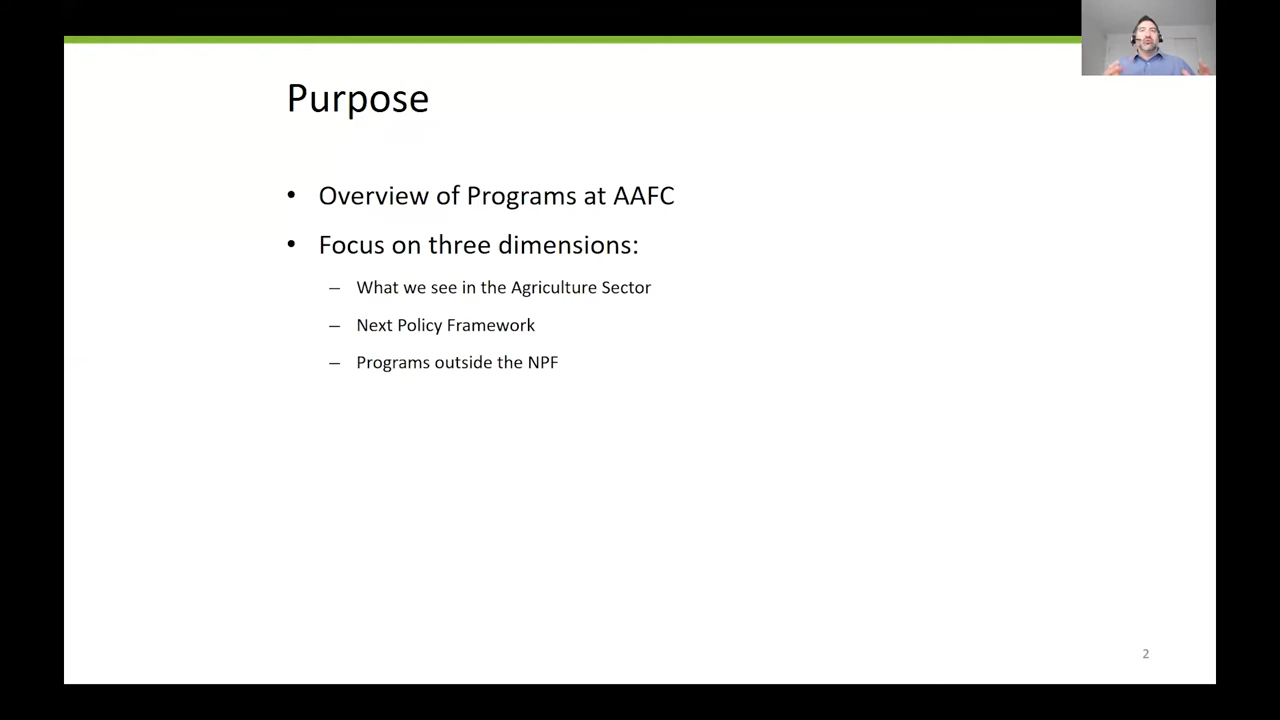 Purpose
• Overview of Programs at AAFC
• Focus on three dimensions:
– What we see in the Agriculture Sector
– Next Policy Framework
– Programs outside the NPF
2